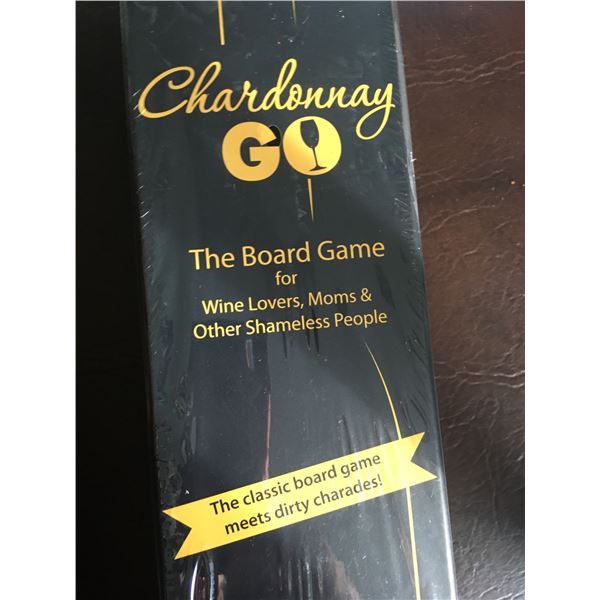 Chardonnay
GO
The Board Game
for
Wine Lovers, Moms &
Other Shameless People
The classic board game
meets dirty charades!